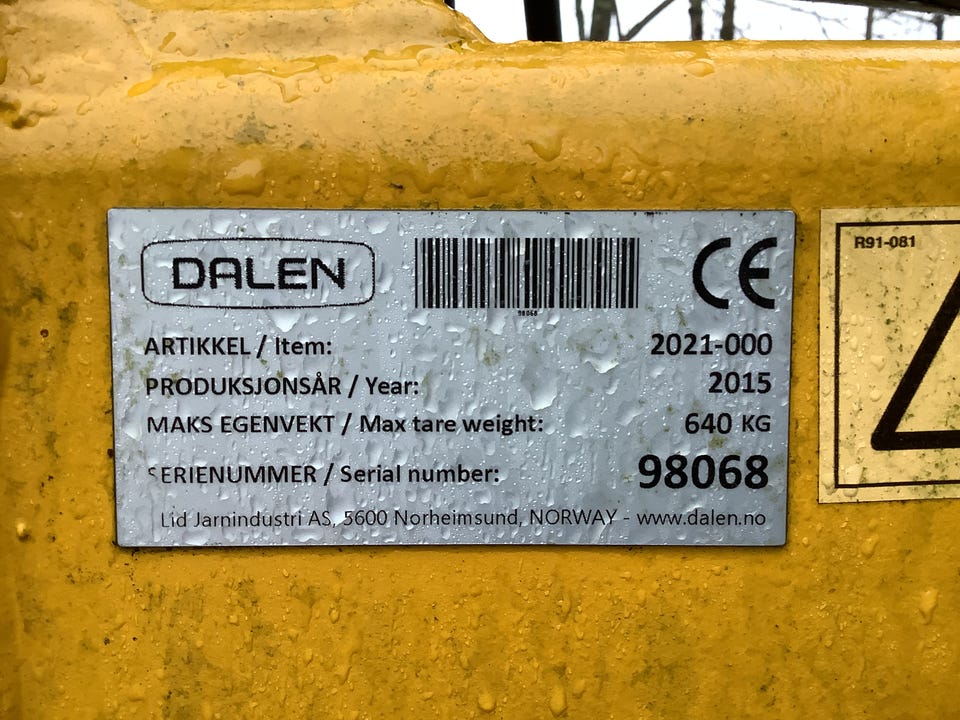 DALEN
CE
98068
ARTIKKEL / Item: 2021-000
PRODUKSJONSÅR / Year: 2015
MAKS EGENVEKT / Max tare weight: 640 KG
SERIENUMMER / Serial number: 98068
Lid Jarnindustri AS, 5600 Norheimsund, NORWAY - www.dalen.no
R91-081